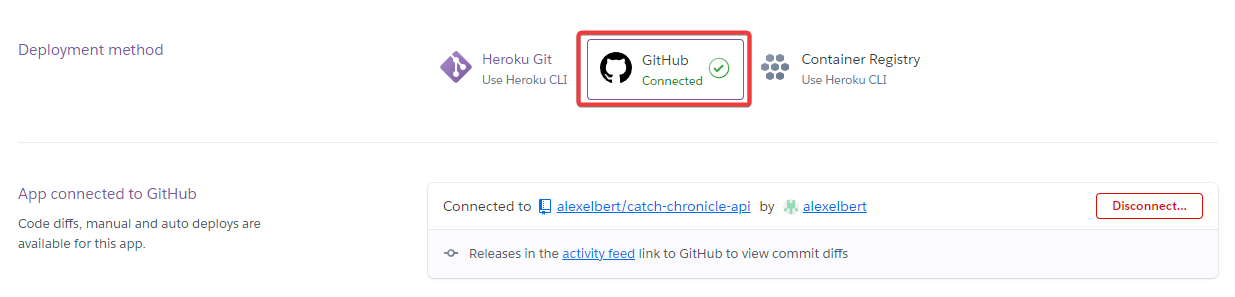 Deployment method
Heroku Git
Use Heroku CLI
GitHub
Connected
Container Registry
Use Heroku CLI
App connected to GitHub
Code diffs, manual and auto deploys are
available for this app.
Connected to alexelbert/catch-chronicle-api by alexelbert
Disconnect...
Releases in the activity feed link to GitHub to view commit diffs